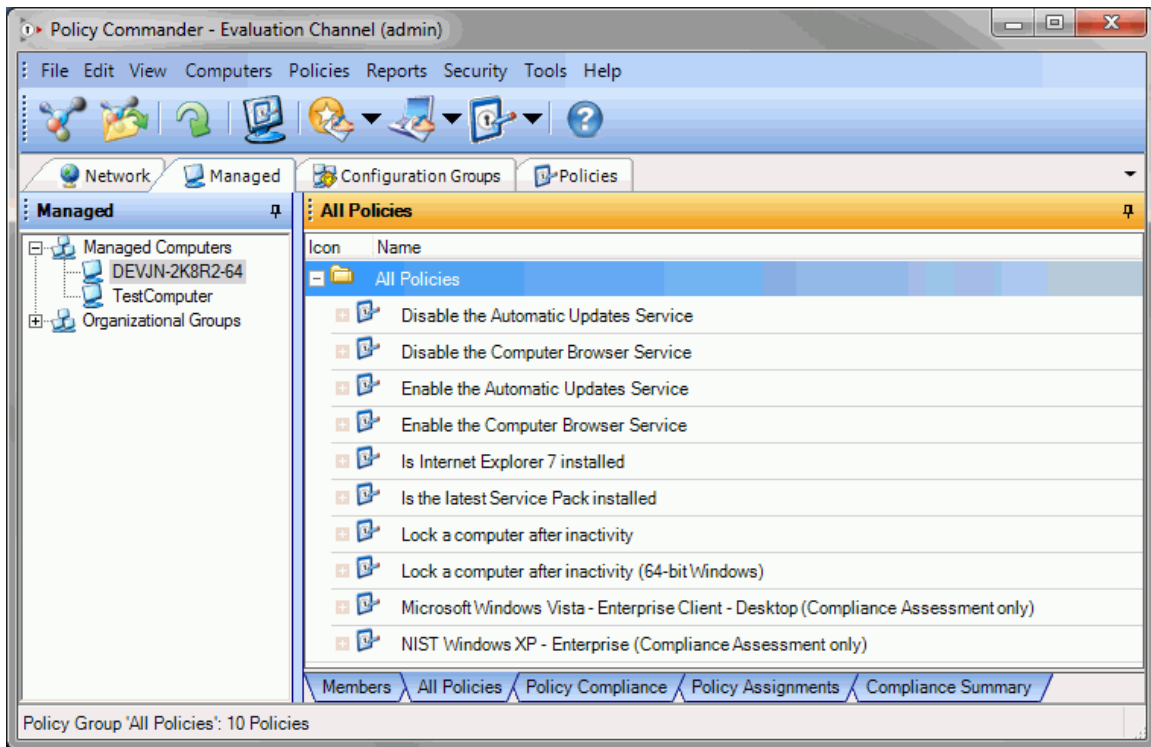 Policy Commander - Evaluation Channel (admin)
File Edit View Computers Policies Reports Security Tools Help
Network Managed Configuration Groups Policies
Managed
All Policies
Managed Computers
DEVJN-2K8R2-64
TestComputer
Organizational Groups
Icon Name
All Policies
Disable the Automatic Updates Service
Disable the Computer Browser Service
Enable the Automatic Updates Service
Enable the Computer Browser Service
Is Internet Explorer 7 installed
Is the latest Service Pack installed
Lock a computer after inactivity
Lock a computer after inactivity (64-bit Windows)
Microsoft Windows Vista - Enterprise Client - Desktop (Compliance Assessment only)
NIST Windows XP - Enterprise (Compliance Assessment only)
Members All Policies Policy Compliance Policy Assignments Compliance Summary
Policy Group 'All Policies': 10 Policies